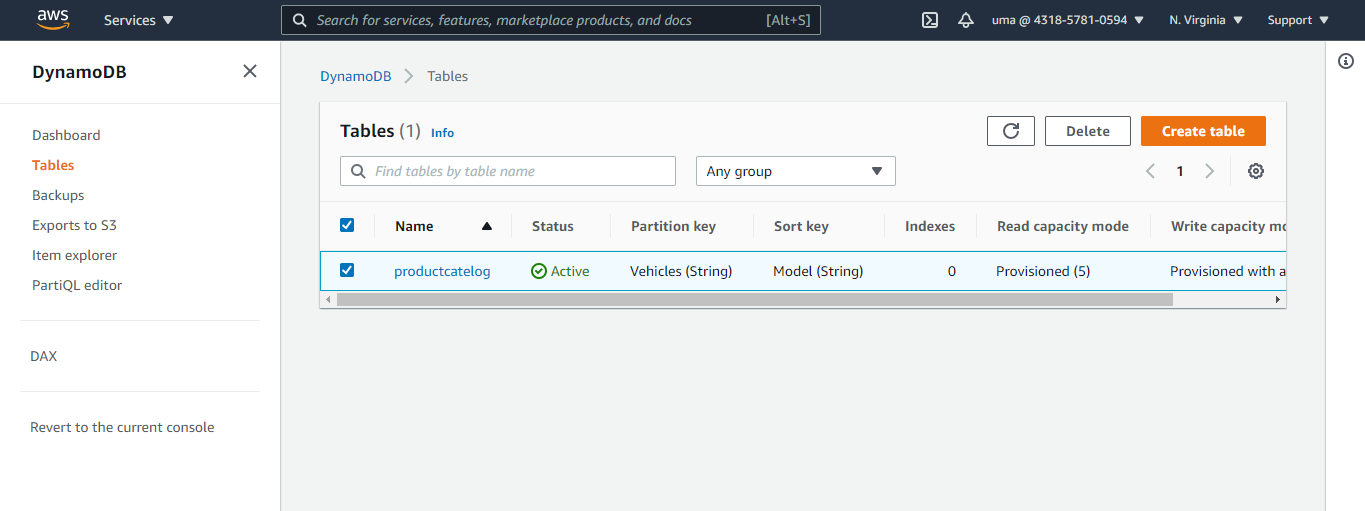 aws Services Search for services, features, marketplace products, and docs [Alt+S] uma @ 4318-5781-0594 N. Virginia Support
DynamoDB
Dashboard
Tables
Backups
Exports to S3
Item explorer
PartiQL editor
DAX
Revert to the current console
DynamoDB Tables
Tables (1) Info Delete Create table
Find tables by table name Any group 1
Name Status Partition key Sort key Indexes Read capacity mode Write capacity mo
productcatelog Active Vehicles (String) Model (String) 0 Provisioned (5) Provisioned with a